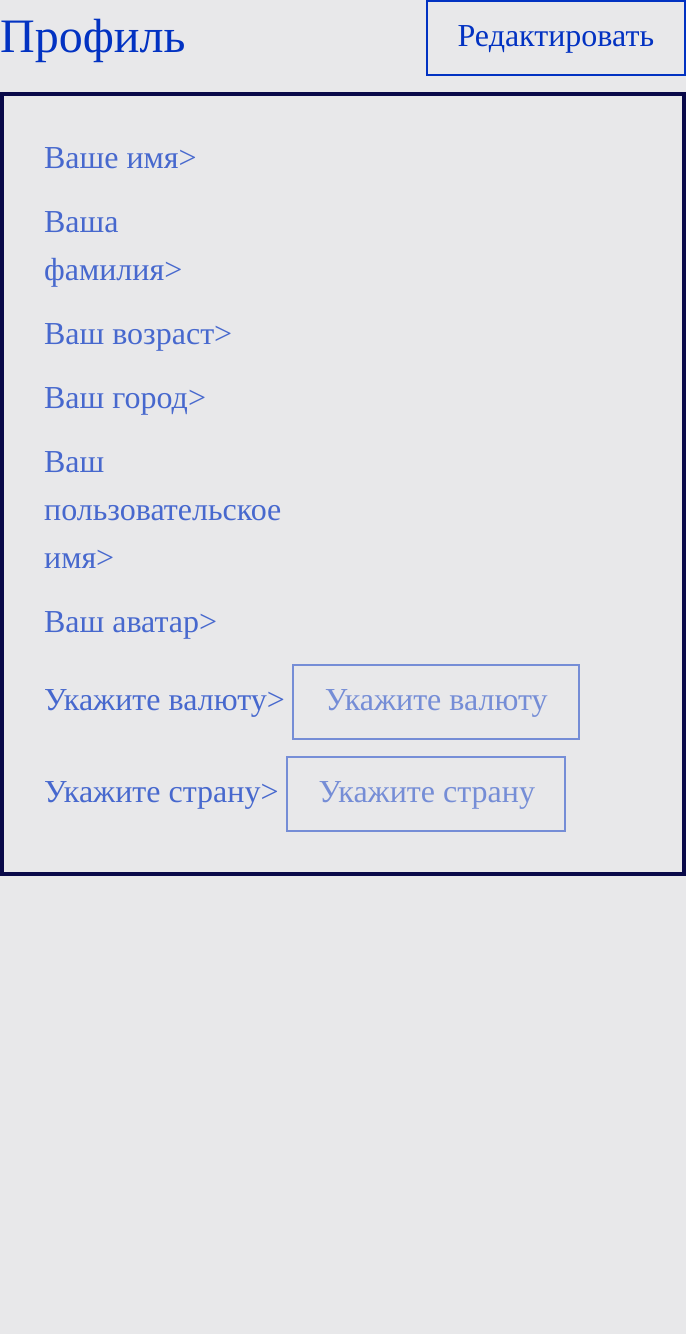 Профиль
Редактировать
Ваше имя>
Ваша
фамилия>
Ваш возраст>
Ваш город>
Ваш
пользовательское
имя>
Ваш аватар>
Укажите валюту> Укажите валюту
Укажите страну> Укажите страну